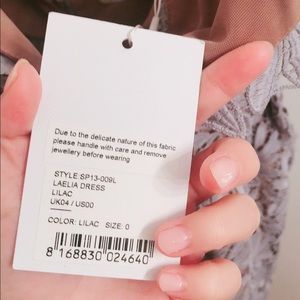 Due to the delicate nature of this fabric
please handle with care and remove
jewellery before wearing
STYLE:SP13-009L
LAELIA DRESS
LILAC
UK04 / US00
COLOR: LILAC SIZE: 0
8 168830 024640